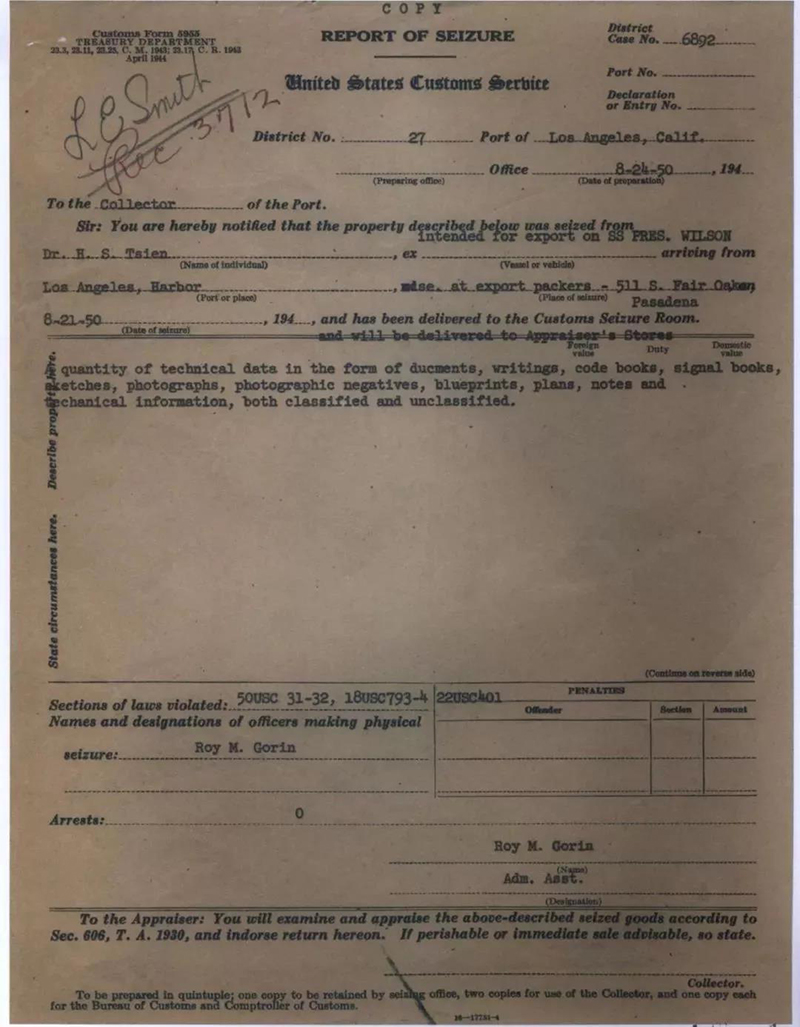 COPY
Customs Form 5955
TREASURY DEPARTMENT
23.3, 23.11, 23.23, C. M. 1943; 23.17, C. R. 1943
April 1944
REPORT OF SEIZURE
District
Case No. 6892
United States Customs Service
Port No.
Declaration
or Entry No.
L E Smith
3712
District No. 27 Port of Los Angeles, Calif.
Office 8-24-50, 194
(Preparing office) (Date of preparation)
To the Collector of the Port.
Sir: You are hereby notified that the property described below was seized from
intended for export on SS PRES. WILSON
Dr. H. S. Tsien, ex arriving from
(Name of individual) (Vessel or vehicle)
Los Angeles, Harbor, at export packers - 511 S. Fair Oaks
(Port or place) (Place of seizure) Pasadena
8-21-50, 194, and has been delivered to the Customs Seizure Room.
(Date of seizure) and will be delivered to Appraiser's Stores
Foreign value Duty Domestic value
A quantity of technical data in the form of ducments, writings, code books, signal books,
sketches, photographs, photographic negatives, blueprints, plans, notes and
technical information, both classified and unclassified.
Describe property here.
State circumstances here.
(Continue on reverse side)
Sections of laws violated: 50USC 31-32, 18USC793-4 22USC401
PENALTIES
Offender Section Amount
Names and designations of officers making physical
seizure: Roy M. Gorin
Arrests: 0
Roy M. Gorin
(Name)
Adm. Asst.
(Designation)
To the Appraiser: You will examine and appraise the above-described seized goods according to
Sec. 606, T. A. 1930, and indorse return hereon. If perishable or immediate sale advisable, so state.
Collector.
To be prepared in quintuple; one copy to be retained by seizing office, two copies for use of the Collector, and one copy each
for the Bureau of Customs and Comptroller of Customs.
16-17731-4